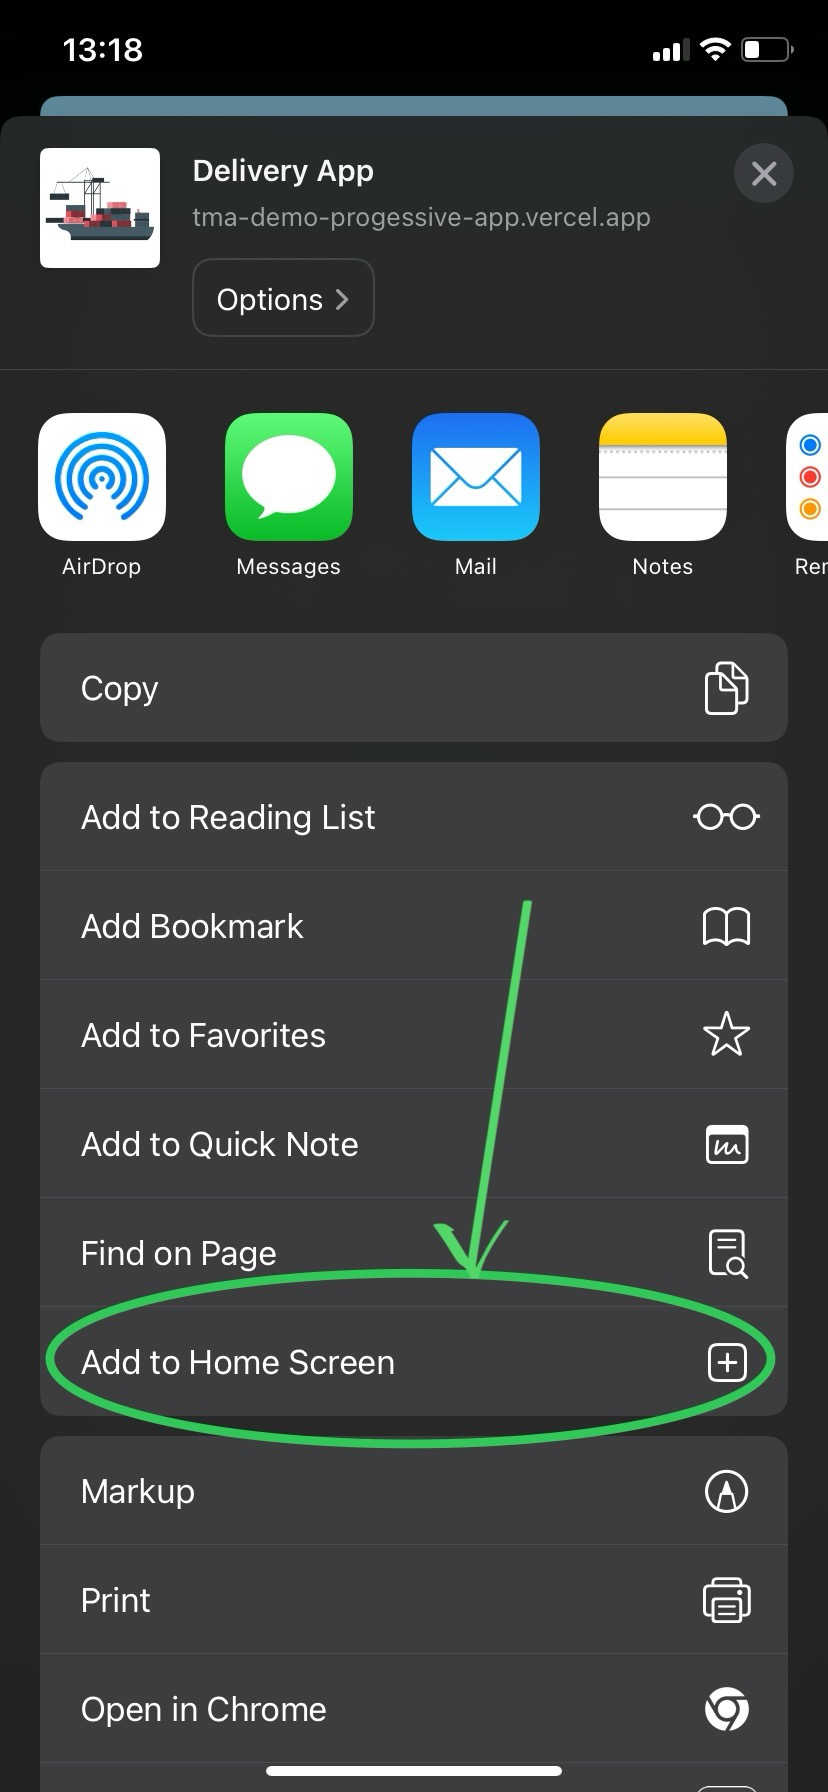 13:18
Delivery App
tma-demo-progessive-app.vercel.app
Options
AirDrop
Messages
Mail
Notes
Rer
Copy
Add to Reading List
Add Bookmark
Add to Favorites
Add to Quick Note
Find on Page
Add to Home Screen
Markup
Print
Open in Chrome